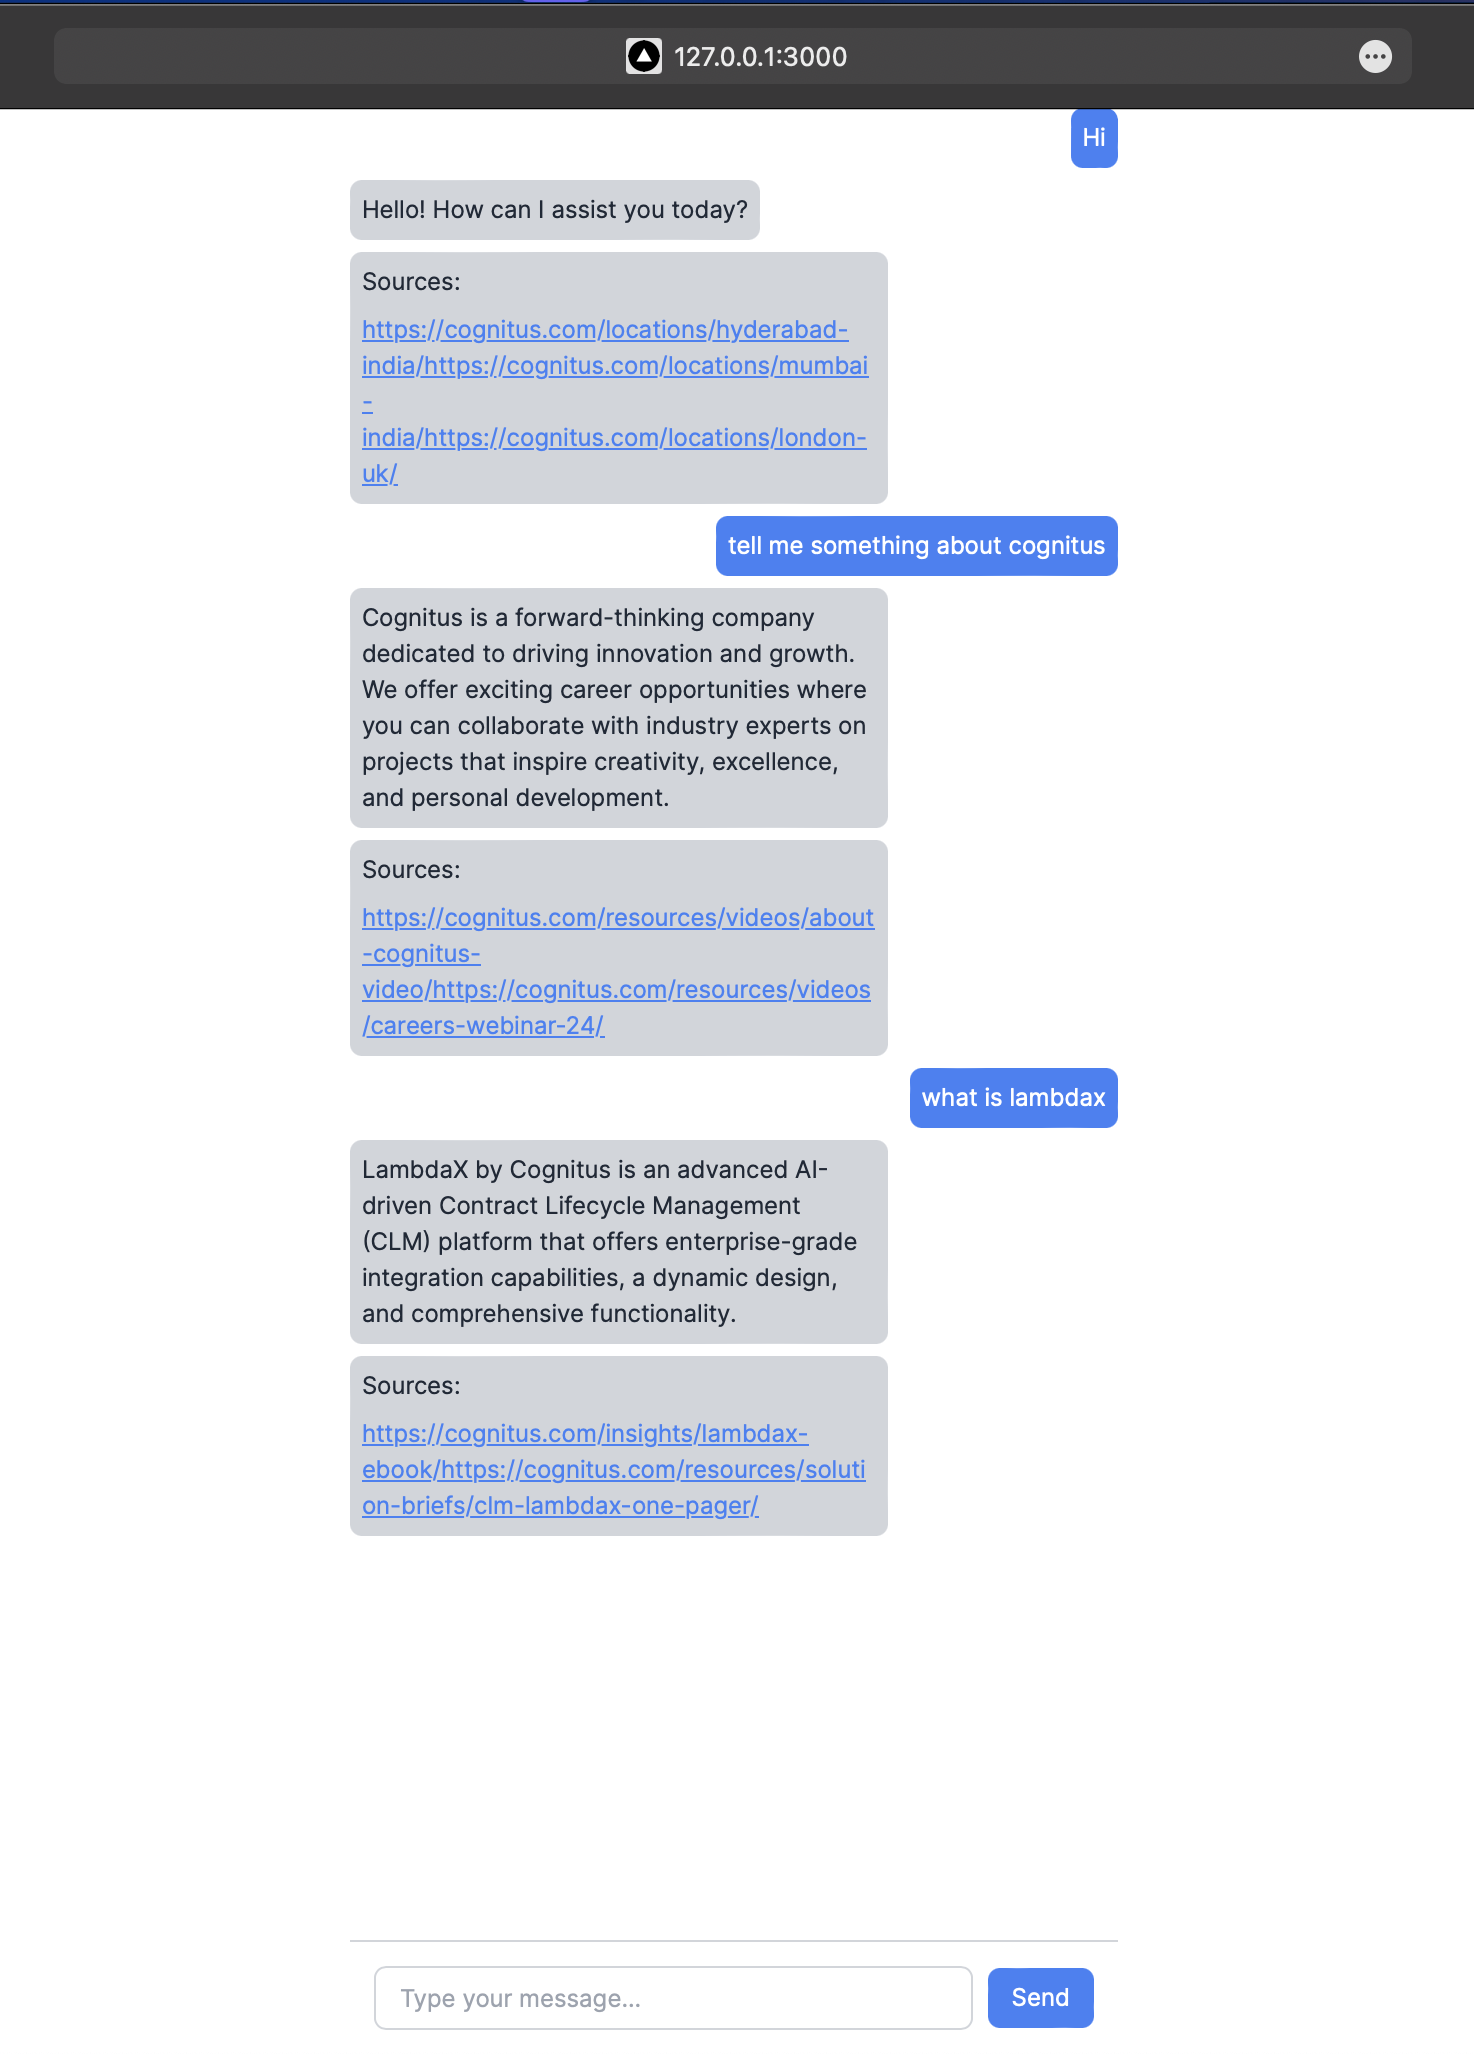 127.0.0.1:3000
Hi
Hello! How can I assist you today?
Sources:
https://cognitus.com/locations/hyderabad-
india/https://cognitus.com/locations/mumbai
-
india/https://cognitus.com/locations/london-
uk/
tell me something about cognitus
Cognitus is a forward-thinking company
dedicated to driving innovation and growth.
We offer exciting career opportunities where
you can collaborate with industry experts on
projects that inspire creativity, excellence,
and personal development.
Sources:
https://cognitus.com/resources/videos/about
-cognitus-
video/https://cognitus.com/resources/videos
/careers-webinar-24/
what is lambdax
LambdaX by Cognitus is an advanced AI-
driven Contract Lifecycle Management
(CLM) platform that offers enterprise-grade
integration capabilities, a dynamic design,
and comprehensive functionality.
Sources:
https://cognitus.com/insights/lambdax-
ebook/https://cognitus.com/resources/soluti
on-briefs/clm-lambdax-one-pager/
Type your message...
Send